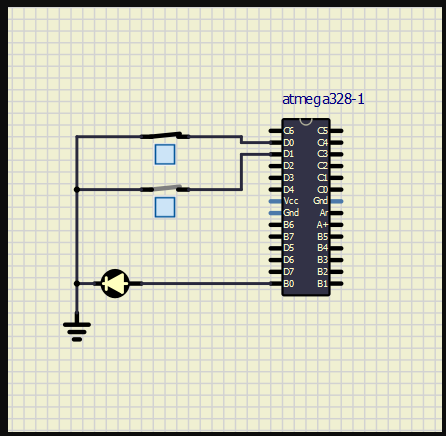 atmega328-1
C6 C5
D0 C4
D1 C3
D2 C2
D3 C1
D4 C0
Vcc Gnd
Gnd Ar
B6 A+
B7 B5
D5 B4
D6 B3
D7 B2
B0 B1